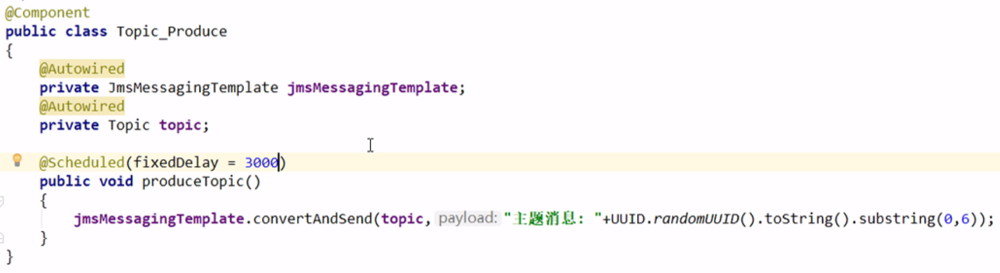 @Component
public class Topic_Produce
{
    @Autowired
    private JmsMessagingTemplate jmsMessagingTemplate;
    @Autowired
    private Topic topic;
    @Scheduled(fixedDelay = 3000)
    public void produceTopic()
    {
        jmsMessagingTemplate.convertAndSend(topic, payload: "主题消息: "+UUID.randomUUID().toString().substring(0,6));
    }
}